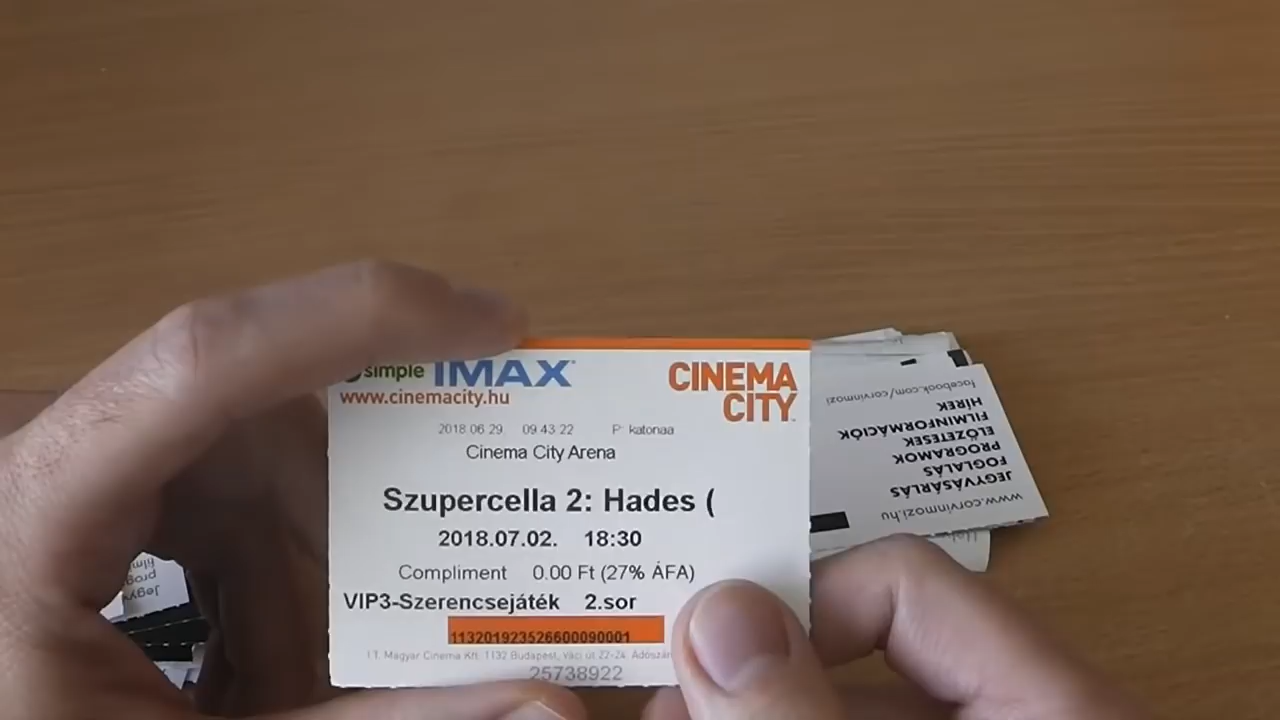 simple IMAX
CINEMA
CITY
www.cinemacity.hu
2018.06.29. 09:43:22 P: katonaa
Cinema City Arena
Szupercella 2: Hades (
2018.07.02. 18:30
Compliment 0.00 Ft (27% ÁFA)
VIP3-Szerencsejáték 2.sor
113201923526600090001
I.T. Magyar Cinema Kft. 1132 Budapest, Váci út 22-24. Adószám
25738922
www.corvinmozi.hu
JEGYVÁSÁRLÁS
FOGLALÁS
PROGRAMOK
ELŐZETESEK
FILMINFORMÁCIÓK
HÍREK
facebook.com/corvinmozi